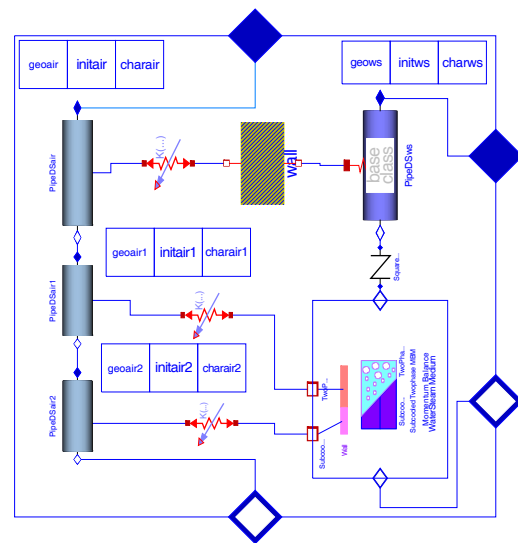 geoair initair charair
geows initws charws
PipeDSair
K(...)
wall
base
class
PipeDSws
geoair1 initair1 charair1
PipeDSair1
K(...)
Square...
geoair2 initair2 charair2
PipeDSair2
K(...)
TwoP...
Subcoo...
Wall
Subcoo... TwoPha...
Subcooled Twophase MBM
Momentum Balance
WaterSteam Medium